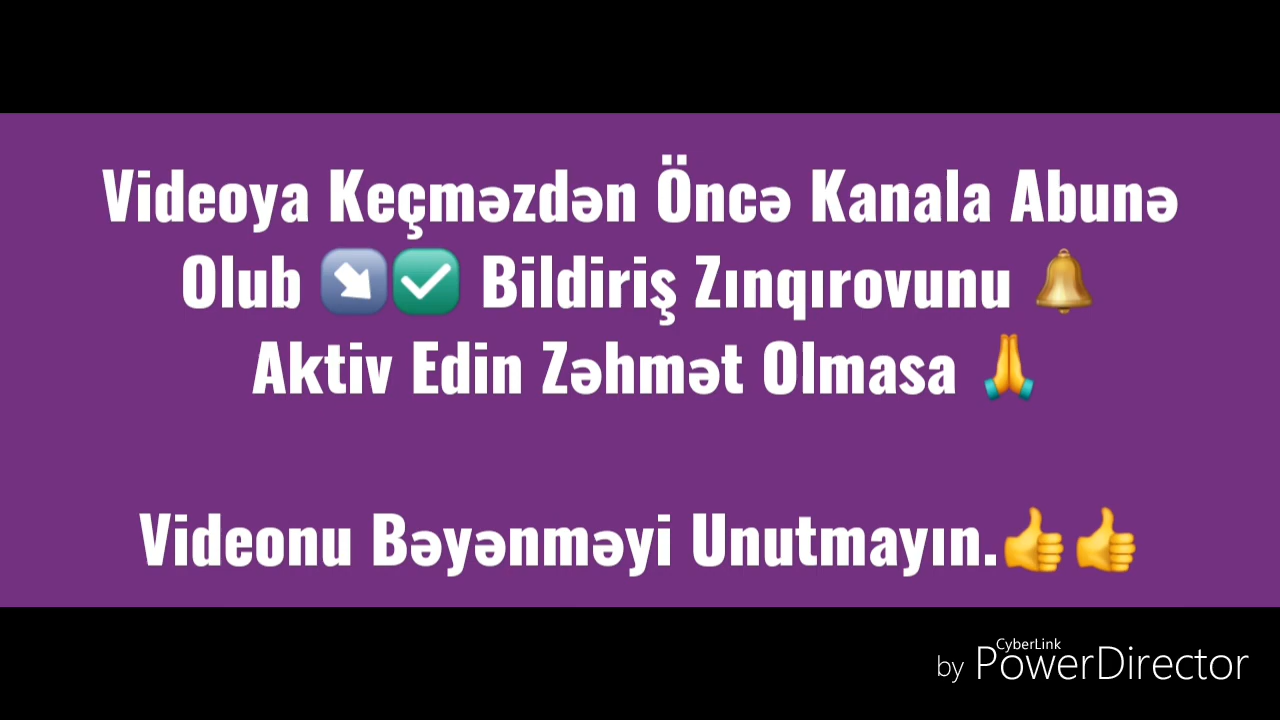 Videoya Keçməzdən Öncə Kanala Abunə
Olub ↘️✅ Bildiriş Zınqırovunu 🔔
Aktiv Edin Zəhmət Olmasa 🙏
Videonu Bəyənməyi Unutmayın.👍👍
CyberLink
by PowerDirector